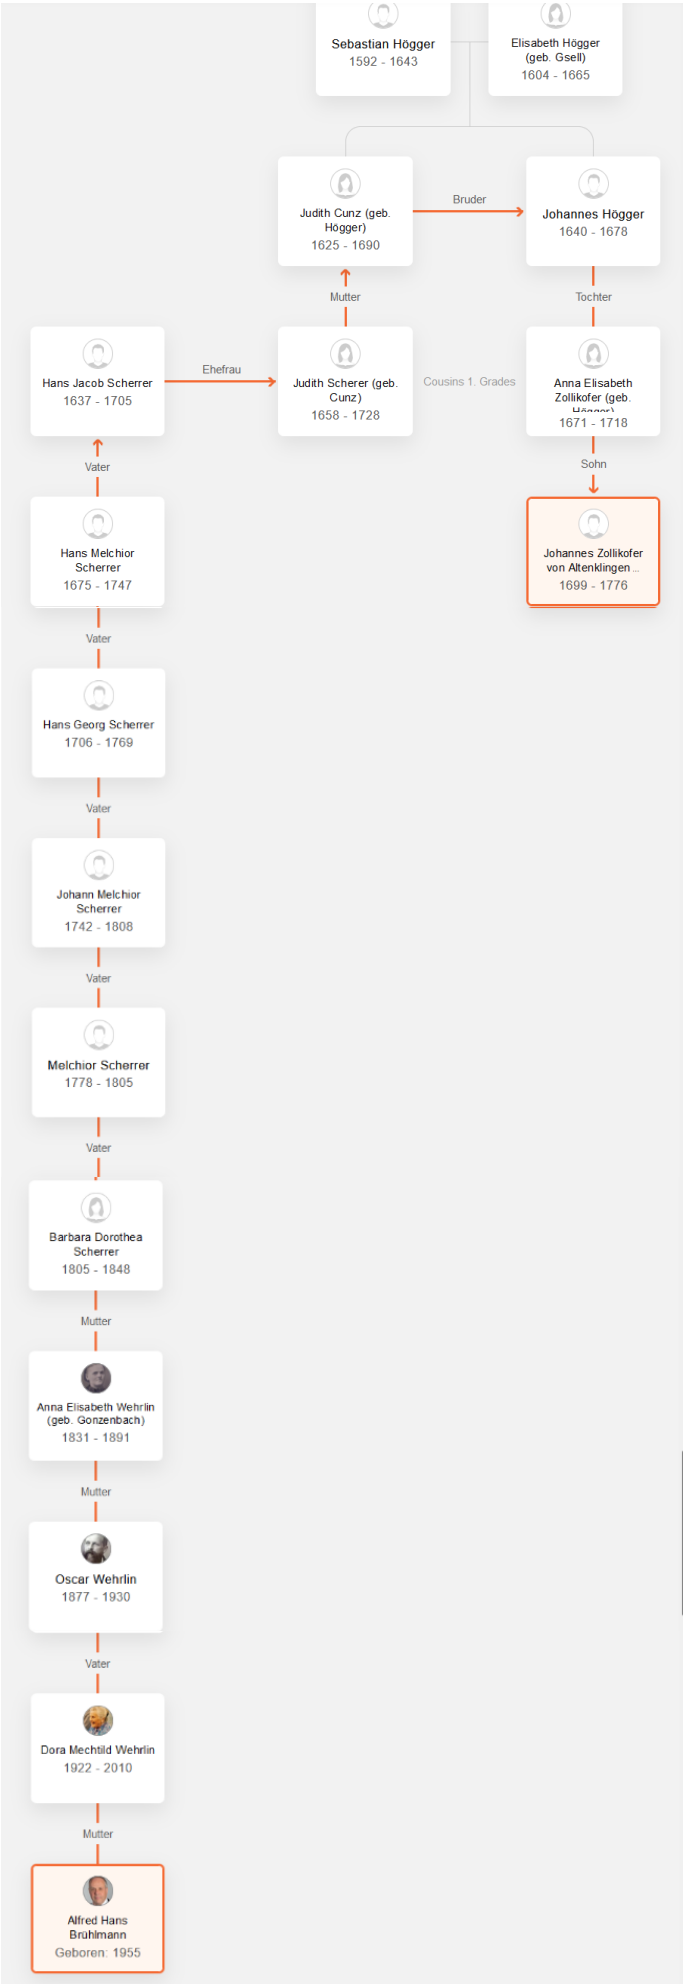 Sebastian Högger
1592 - 1643
Elisabeth Högger
(geb. Gsell)
1604 - 1665
Judith Cunz (geb.
Högger)
1625 - 1690
Bruder
Johannes Högger
1640 - 1678
Mutter
Tochter
Hans Jacob Scherrer
1637 - 1705
Ehefrau
Judith Scherer (geb.
Cunz)
1658 - 1728
Cousins 1. Grades
Anna Elisabeth
Zollikofer (geb.
Högger)
1671 - 1718
Vater
Sohn
Hans Melchior
Scherrer
1675 - 1747
Johannes Zollikofer
von Altenklingen ...
1699 - 1776
Vater
Hans Georg Scherrer
1706 - 1769
Vater
Johann Melchior
Scherrer
1742 - 1808
Vater
Melchior Scherrer
1778 - 1805
Vater
Barbara Dorothea
Scherrer
1805 - 1848
Mutter
Anna Elisabeth Wehrlin
(geb. Gonzenbach)
1831 - 1891
Mutter
Oscar Wehrlin
1877 - 1930
Vater
Dora Mechtild Wehrlin
1922 - 2010
Mutter
Alfred Hans
Brühlmann
Geboren: 1955